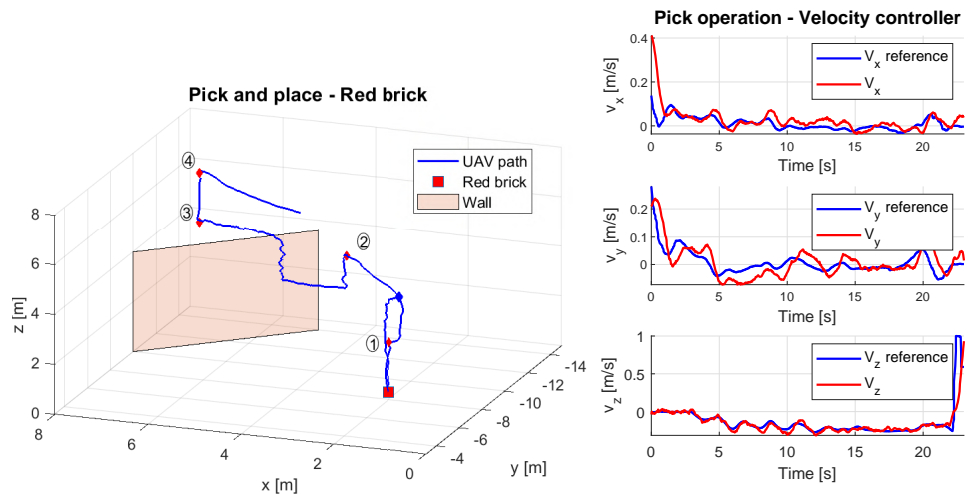 Pick and place - Red brick
UAV path
Red brick
Wall
④
③
②
①
8
6
4
2
0
z [m]
8
6
4
2
0
x [m]
-4
-6
-8
-10
-12
-14
y [m]
Pick operation - Velocity controller
0.4
0.2
0
v_x [m/s]
V_x reference
V_x
0 5 10 15 20
Time [s]
0.2
0.1
0
v_y [m/s]
V_y reference
V_y
0 5 10 15 20
Time [s]
1
0.5
0
v_z [m/s]
V_z reference
V_z
0 5 10 15 20
Time [s]